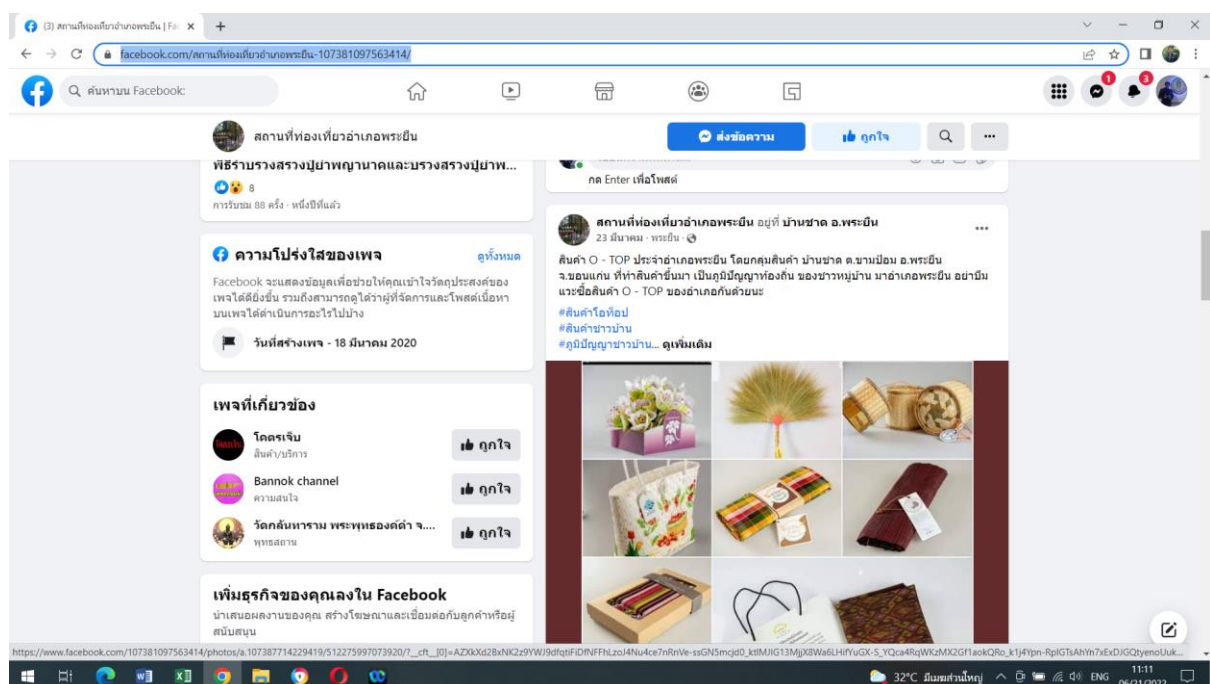 (3) สถานที่ท่องเที่ยวอำเภอพระยืน | Fac
facebook.com/สถานที่ท่องเที่ยวอำเภอพระยืน-107381097563414/
ค้นหาบน Facebook:
1
3
สถานที่ท่องเที่ยวอำเภอพระยืน
ส่งข้อความ
ถูกใจ
พิธีรำบรวงสรวงปู่ย่าพญานาคและบรวงสรวงปู่ย่าพ...
8
การรับชม 88 ครั้ง · หนึ่งปีที่แล้ว
ความโปร่งใสของเพจ
ดูทั้งหมด
Facebook จะแสดงข้อมูลเพื่อช่วยให้คุณเข้าใจวัตถุประสงค์ของ
เพจได้ดียิ่งขึ้น รวมถึงสามารถดูได้ว่าผู้ที่จัดการและโพสต์เนื้อหา
บนเพจได้ดำเนินการอะไรไปบ้าง
วันที่สร้างเพจ - 18 มีนาคม 2020
เพจที่เกี่ยวข้อง
โคตรเจ็บ
สินค้า/บริการ
ถูกใจ
Bannok channel
ความสนใจ
ถูกใจ
วัดกลันทาราม พระพุทธองค์ดำ จ....
พุทธสถาน
ถูกใจ
เพิ่มธุรกิจของคุณลงใน Facebook
นำเสนอผลงานของคุณ สร้างโฆษณาและเชื่อมต่อกับลูกค้าหรือผู้
สนับสนุน
กด Enter เพื่อโพสต์
สถานที่ท่องเที่ยวอำเภอพระยืน อยู่ที่ บ้านชาด อ.พระยืน
23 มีนาคม · พระยืน ·
สินค้า O - TOP ประจำอำเภอพระยืน โดยกลุ่มสินค้า บ้านชาด ต.ขามป้อม อ.พระยืน
จ.ขอนแก่น ที่ทำสินค้าขึ้นมา เป็นภูมิปัญญาท้องถิ่น ของชาวหมู่บ้าน มาอำเภอพระยืน อย่าบืม
แวะซื้อสินค้า O - TOP ของอำเภอกันด้วยนะ
#สินค้าโอท็อป
#สินค้าชาวบ้าน
#ภูมิปัญญาชาวบ้าน... ดูเพิ่มเติม
32°C มีเมฆส่วนใหญ่
ENG
11:11
06/21/2022